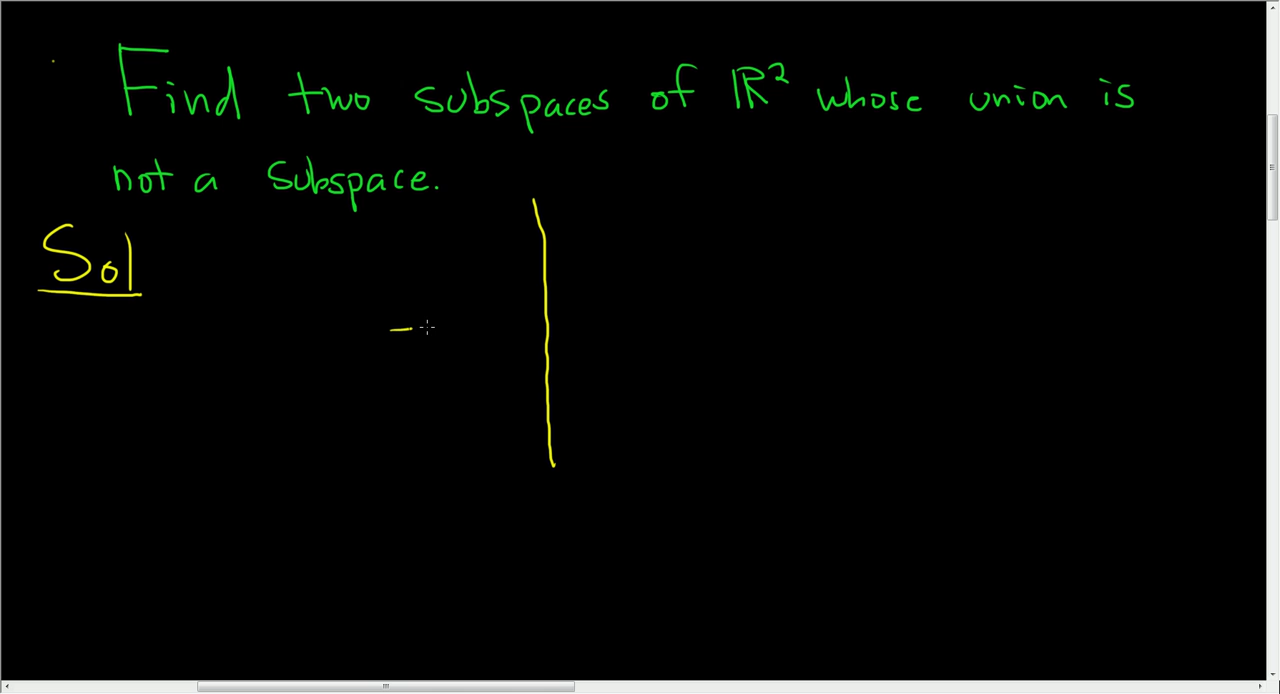 Find two subspaces of ℝ² whose union is
not a subspace.
Sol